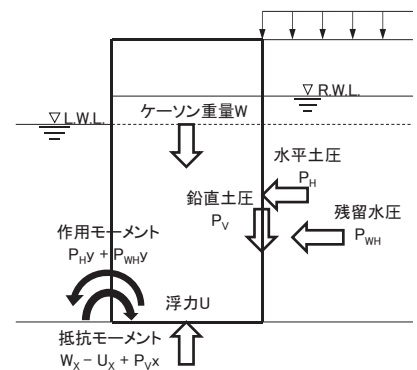 ▽ R.W.L.
▽ L.W.L.
ケーソン重量W
水平土圧
P_H
鉛直土圧
P_V
残留水圧
P_WH
作用モーメント
P_Hy + P_WHy
浮力U
抵抗モーメント
W_X − U_X + P_Vx